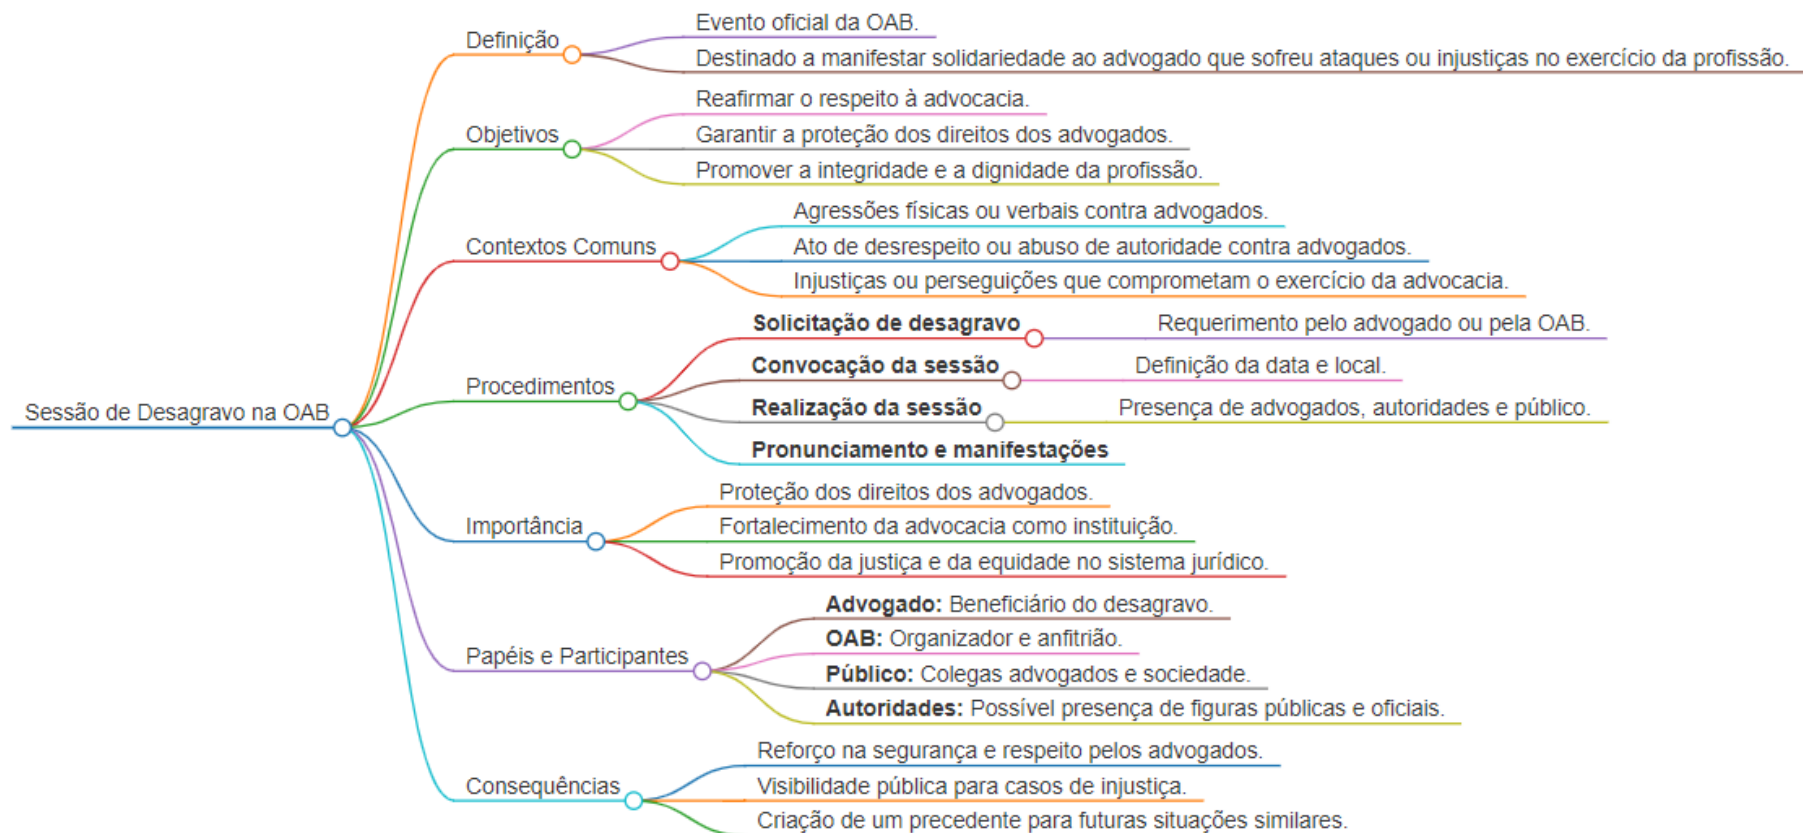 Sessão de Desagravo na OAB
Definição
Evento oficial da OAB.
Destinado a manifestar solidariedade ao advogado que sofreu ataques ou injustiças no exercício da profissão.
Objetivos
Reafirmar o respeito à advocacia.
Garantir a proteção dos direitos dos advogados.
Promover a integridade e a dignidade da profissão.
Contextos Comuns
Agressões físicas ou verbais contra advogados.
Ato de desrespeito ou abuso de autoridade contra advogados.
Injustiças ou perseguições que comprometam o exercício da advocacia.
Procedimentos
Solicitação de desagravo
Requerimento pelo advogado ou pela OAB.
Convocação da sessão
Definição da data e local.
Realização da sessão
Presença de advogados, autoridades e público.
Pronunciamento e manifestações
Importância
Proteção dos direitos dos advogados.
Fortalecimento da advocacia como instituição.
Promoção da justiça e da equidade no sistema jurídico.
Papéis e Participantes
Advogado: Beneficiário do desagravo.
OAB: Organizador e anfitrião.
Público: Colegas advogados e sociedade.
Autoridades: Possível presença de figuras públicas e oficiais.
Consequências
Reforço na segurança e respeito pelos advogados.
Visibilidade pública para casos de injustiça.
Criação de um precedente para futuras situações similares.